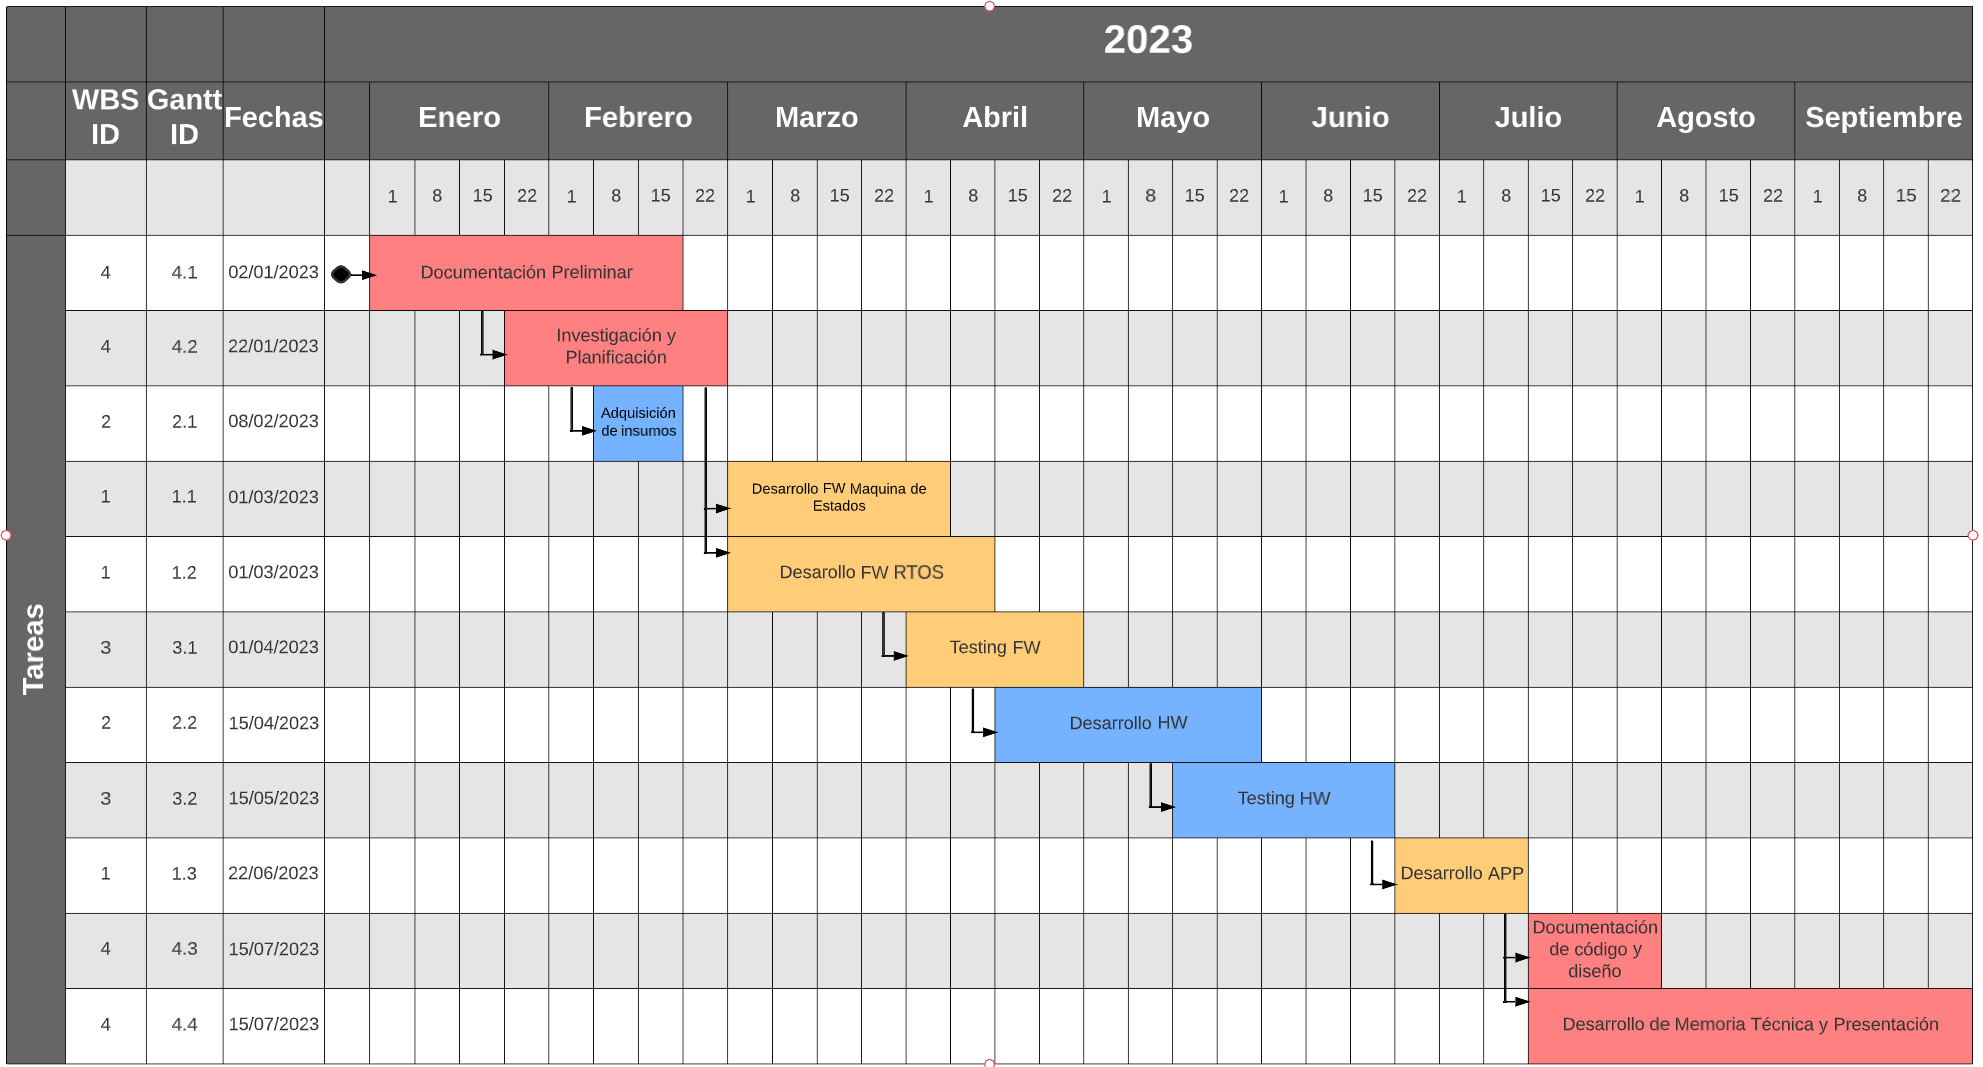 2023
WBS ID Gantt ID Fechas Enero Febrero Marzo Abril Mayo Junio Julio Agosto Septiembre
1 8 15 22 1 8 15 22 1 8 15 22 1 8 15 22 1 8 15 22 1 8 15 22 1 8 15 22 1 8 15 22 1 8 15 22
Tareas
4 4.1 02/01/2023 Documentación Preliminar
4 4.2 22/01/2023 Investigación y
Planificación
2 2.1 08/02/2023 Adquisición
de insumos
1 1.1 01/03/2023 Desarrollo FW Maquina de
Estados
1 1.2 01/03/2023 Desarollo FW RTOS
3 3.1 01/04/2023 Testing FW
2 2.2 15/04/2023 Desarrollo HW
3 3.2 15/05/2023 Testing HW
1 1.3 22/06/2023 Desarrollo APP
4 4.3 15/07/2023 Documentación
de código y
diseño
4 4.4 15/07/2023 Desarrollo de Memoria Técnica y Presentación